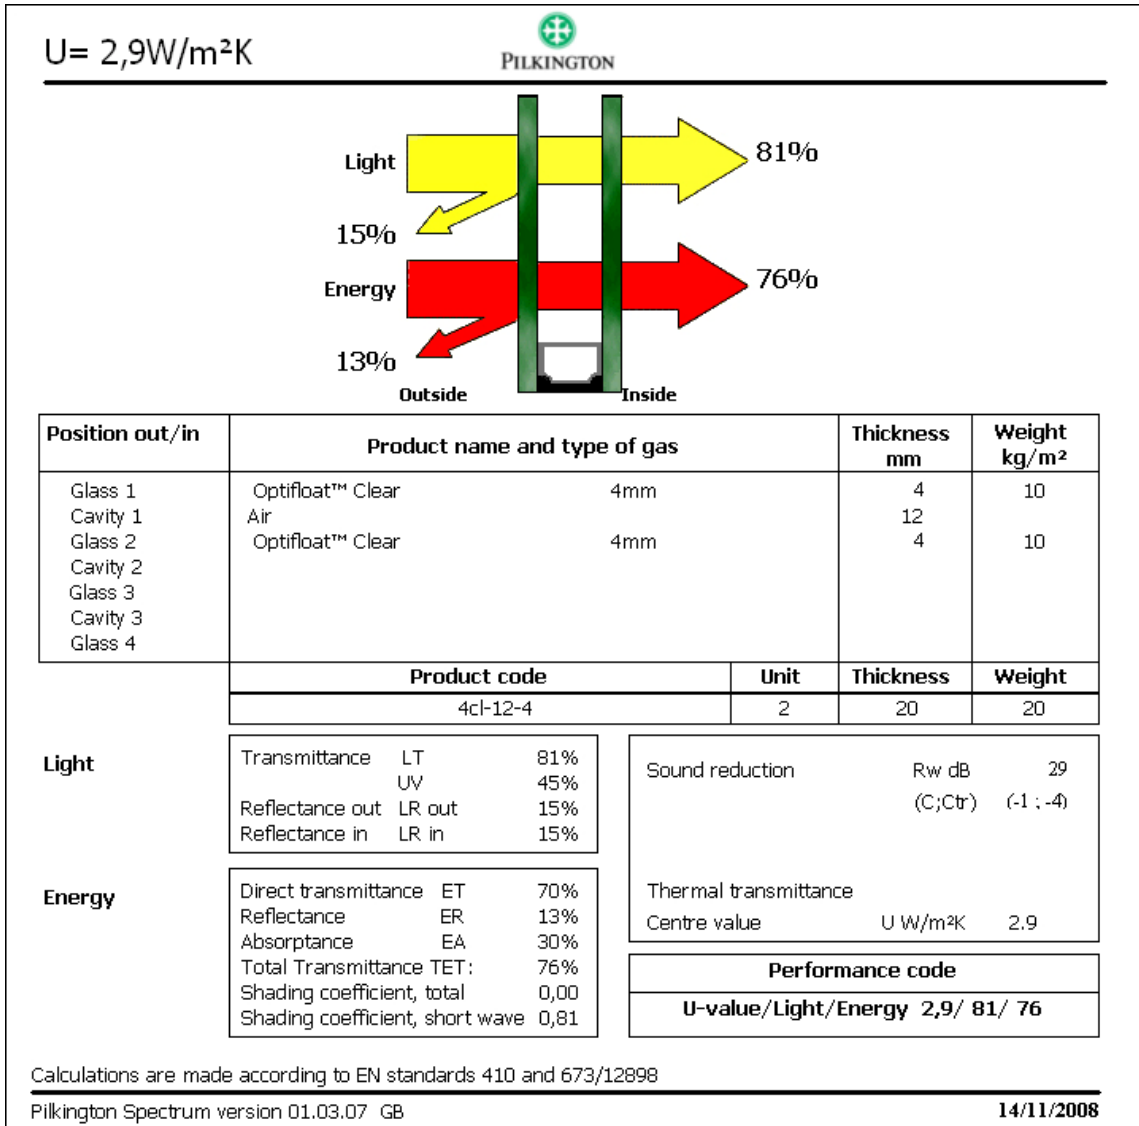 U= 2,9W/m²K
PILKINGTON
Light 81%
15%
Energy 76%
13%
Outside Inside
Position out/in Product name and type of gas Thickness mm Weight kg/m²
Glass 1 Optifloat™ Clear 4mm 4 10
Cavity 1 Air 12
Glass 2 Optifloat™ Clear 4mm 4 10
Cavity 2
Glass 3
Cavity 3
Glass 4
Product code Unit Thickness Weight
4cl-12-4 2 20 20
Light
Transmittance LT 81%
UV 45%
Reflectance out LR out 15%
Reflectance in LR in 15%
Sound reduction Rw dB 29
(C;Ctr) (-1 ; -4)
Energy
Direct transmittance ET 70%
Reflectance ER 13%
Absorptance EA 30%
Total Transmittance TET: 76%
Shading coefficient, total 0,00
Shading coefficient, short wave 0,81
Thermal transmittance
Centre value U W/m²K 2.9
Performance code
U-value/Light/Energy 2,9/ 81/ 76
Calculations are made according to EN standards 410 and 673/12898
Pilkington Spectrum version 01.03.07 GB 14/11/2008